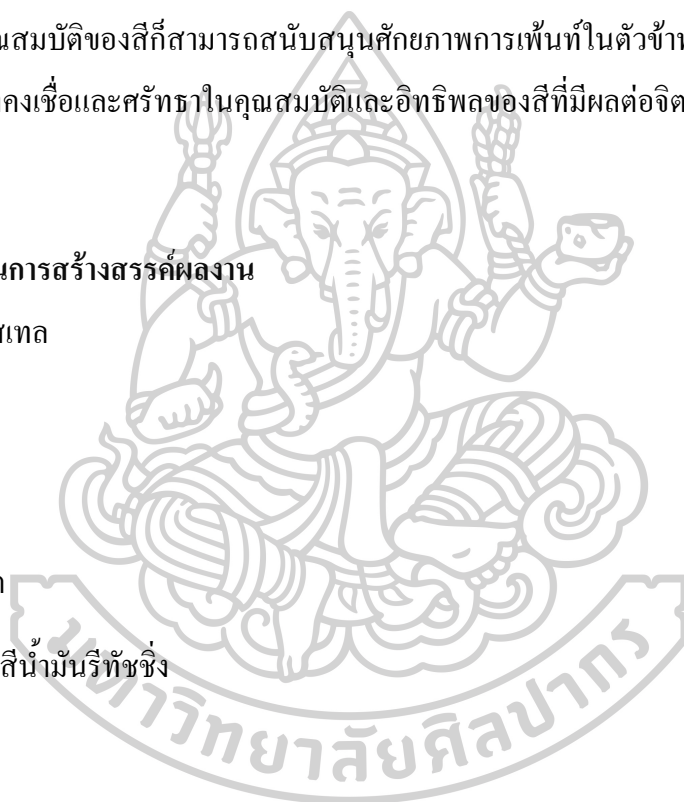 ณสมบัติของสีก็สามารถสนับสนุนศักยภาพการเพ้นท์ในตัวข้า
คงเชื่อและศรัทธาในคุณสมบัติและอิทธิพลของสีที่มีผลต่อจิต
นการสร้างสรรค์ผลงาน
สเทล
สีน้ำมันรีทัชชิ่ง
มหาวิทยาลัยศิลปากร